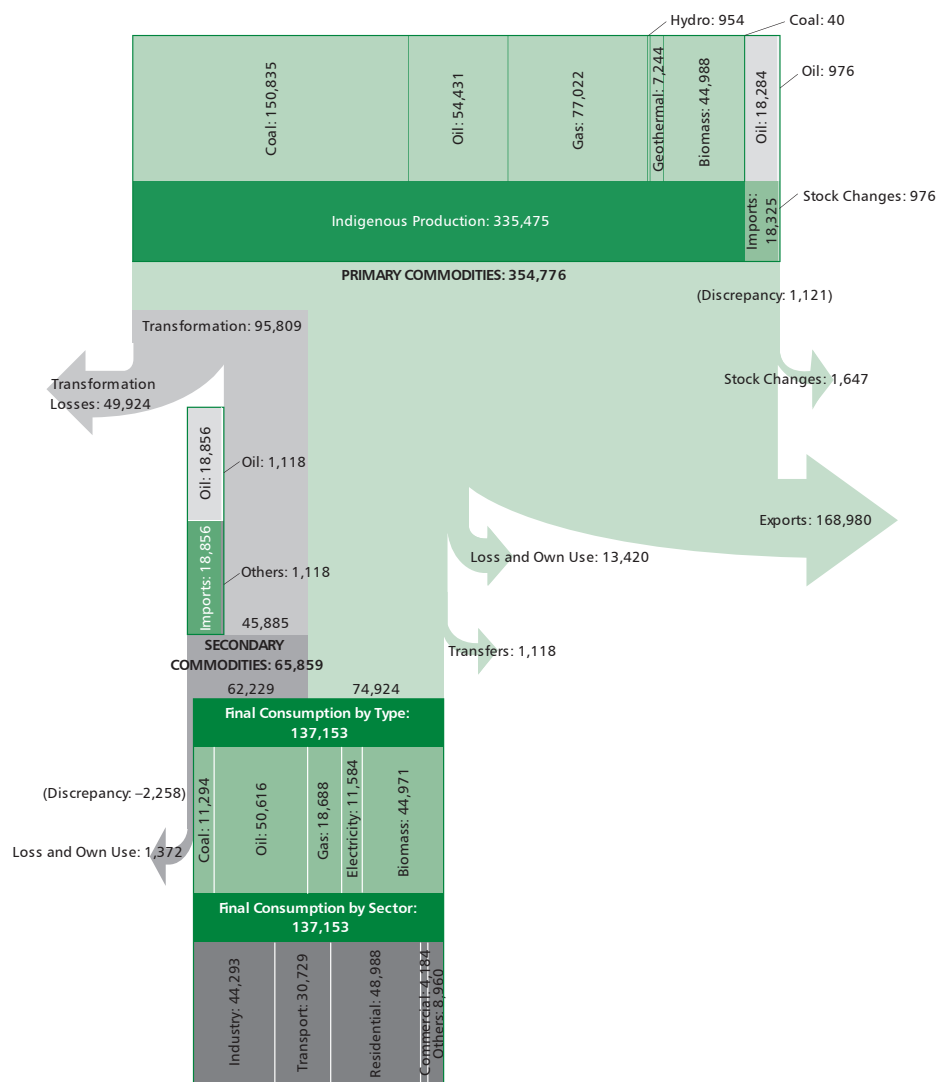 Hydro: 954
Coal: 40
Coal: 150,835
Oil: 54,431
Gas: 77,022
Geothermal: 7,244
Biomass: 44,988
Oil: 18,284
Oil: 976
Indigenous Production: 335,475
Imports:
18,325
Stock Changes: 976
PRIMARY COMMODITIES: 354,776
(Discrepancy: 1,121)
Transformation: 95,809
Transformation
Losses: 49,924
Stock Changes: 1,647
Oil: 18,856
Oil: 1,118
Exports: 168,980
Imports: 18,856
Others: 1,118
Loss and Own Use: 13,420
45,885
SECONDARY
COMMODITIES: 65,859
Transfers: 1,118
62,229
74,924
Final Consumption by Type:
137,153
(Discrepancy: –2,258)
Coal: 11,294
Oil: 50,616
Gas: 18,688
Electricity: 11,584
Biomass: 44,971
Loss and Own Use: 1,372
Final Consumption by Sector:
137,153
Industry: 44,293
Transport: 30,729
Residential: 48,988
Commercial: 4,184
Others: 8,960